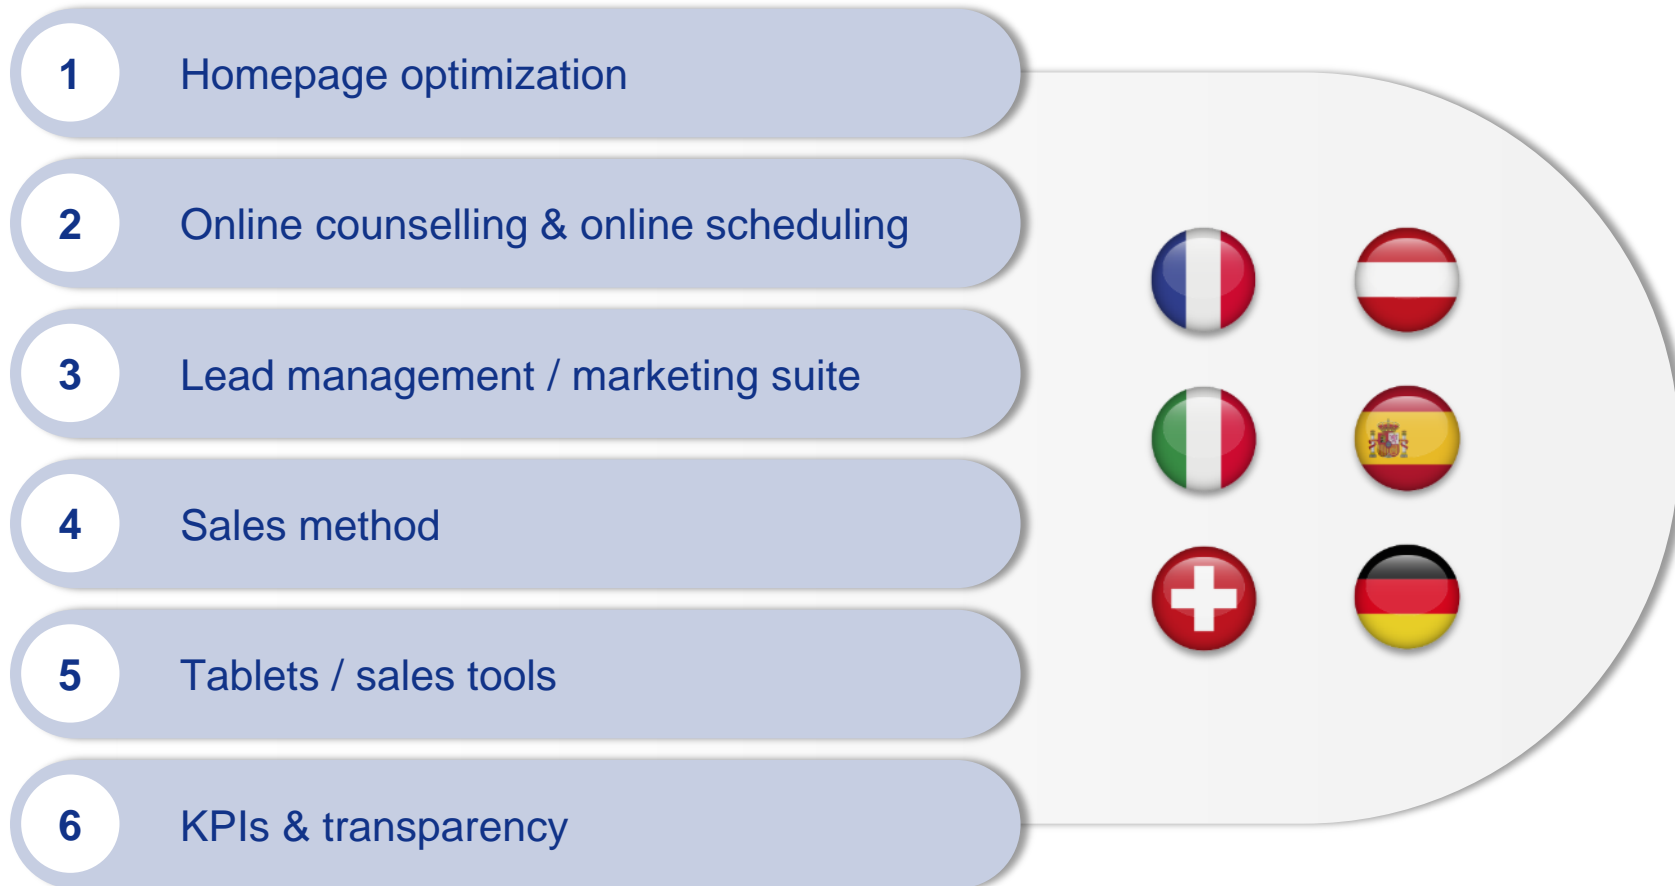 1 Homepage optimization
2 Online counselling & online scheduling
3 Lead management / marketing suite
4 Sales method
5 Tablets / sales tools
6 KPIs & transparency